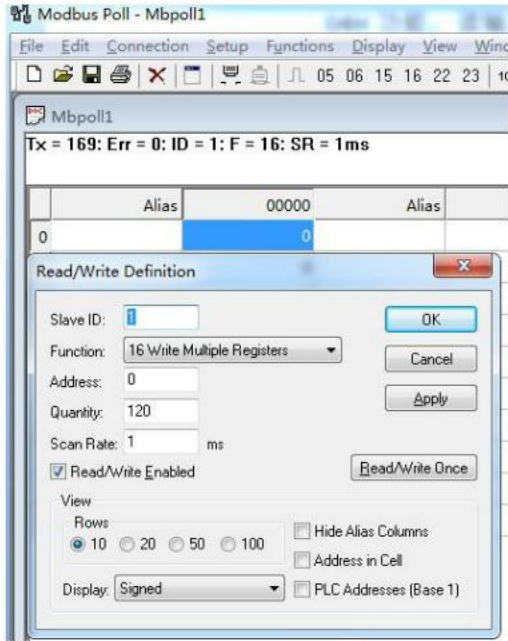 Modbus Poll - Mbpoll1
File Edit Connection Setup Functions Display View
05 06 15 16 22 23
Mbpoll1
Tx = 169: Err = 0: ID = 1: F = 16: SR = 1ms
Alias 00000 Alias
0 0
Read/Write Definition
Slave ID: 1 OK
Function: 16 Write Multiple Registers Cancel
Address: 0 Apply
Quantity: 120
Scan Rate: 1 ms
Read/Write Enabled Read/Write Once
View
Rows
10 20 50 100 Hide Alias Columns
Address in Cell
Display: Signed PLC Addresses (Base 1)